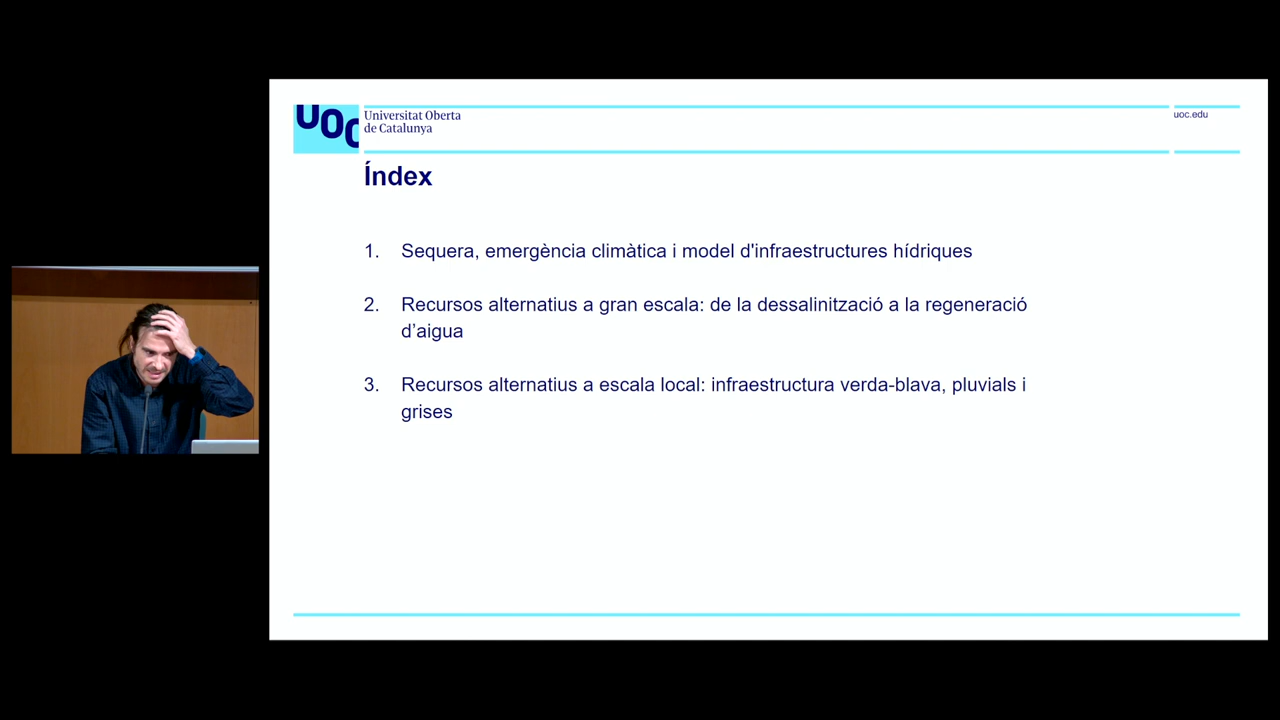 UOC
Universitat Oberta
de Catalunya
uoc.edu
Índex
1. Sequera, emergència climàtica i model d'infraestructures hídriques
2. Recursos alternatius a gran escala: de la dessalinització a la regeneració
d’aigua
3. Recursos alternatius a escala local: infraestructura verda-blava, pluvials i
grises